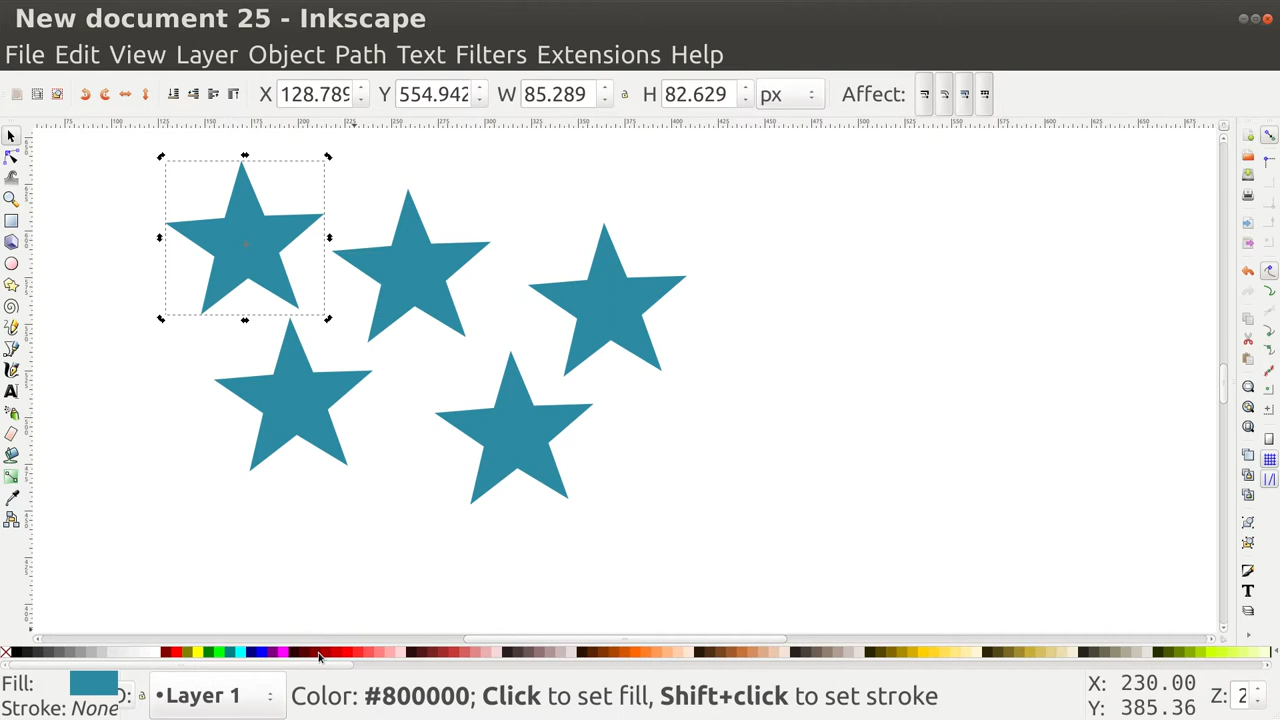 New document 25 - Inkscape
File Edit View Layer Object Path Text Filters Extensions Help
X 128.789 Y 554.942 W 85.289 H 82.629 px Affect:
Fill:
Stroke: None
O:
•Layer 1
Color: #800000; Click to set fill, Shift+click to set stroke
X: 230.00
Y: 385.36
Z: 2